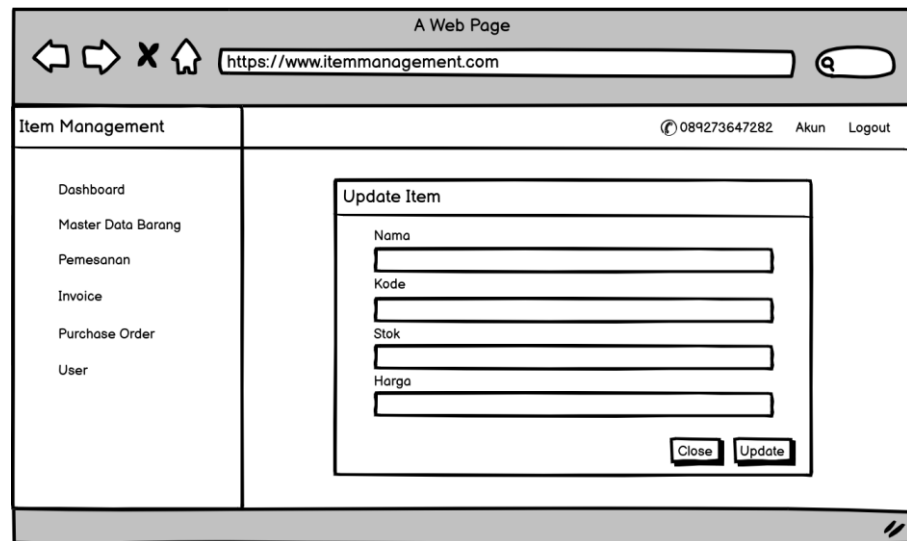 A Web Page
https://www.itemmanagement.com
Item Management
089273647282 Akun Logout
Dashboard
Master Data Barang
Pemesanan
Invoice
Purchase Order
User
Update Item
Nama
Kode
Stok
Harga
Close Update